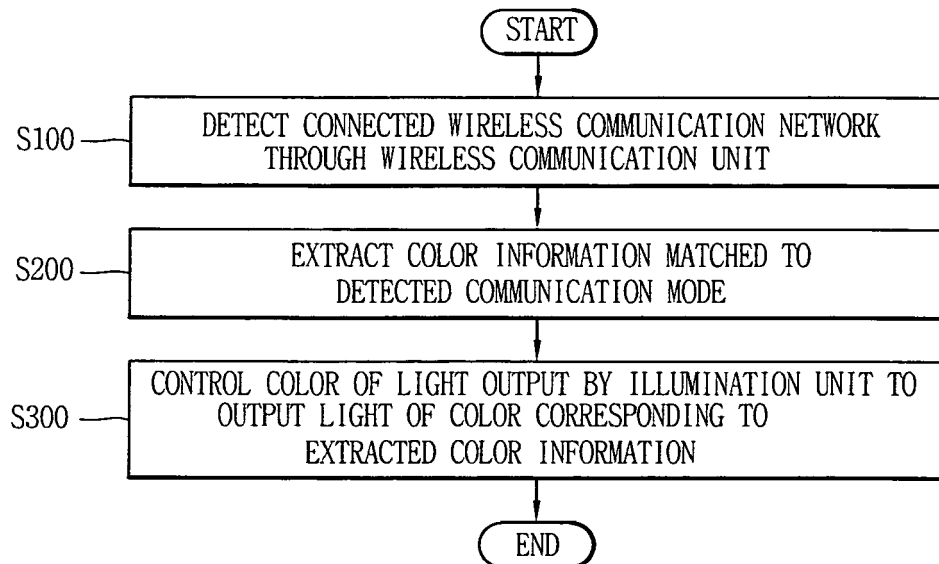 START
S100
DETECT CONNECTED WIRELESS COMMUNICATION NETWORK
THROUGH WIRELESS COMMUNICATION UNIT
S200
EXTRACT COLOR INFORMATION MATCHED TO
DETECTED COMMUNICATION MODE
S300
CONTROL COLOR OF LIGHT OUTPUT BY ILLUMINATION UNIT TO
OUTPUT LIGHT OF COLOR CORRESPONDING TO
EXTRACTED COLOR INFORMATION
END